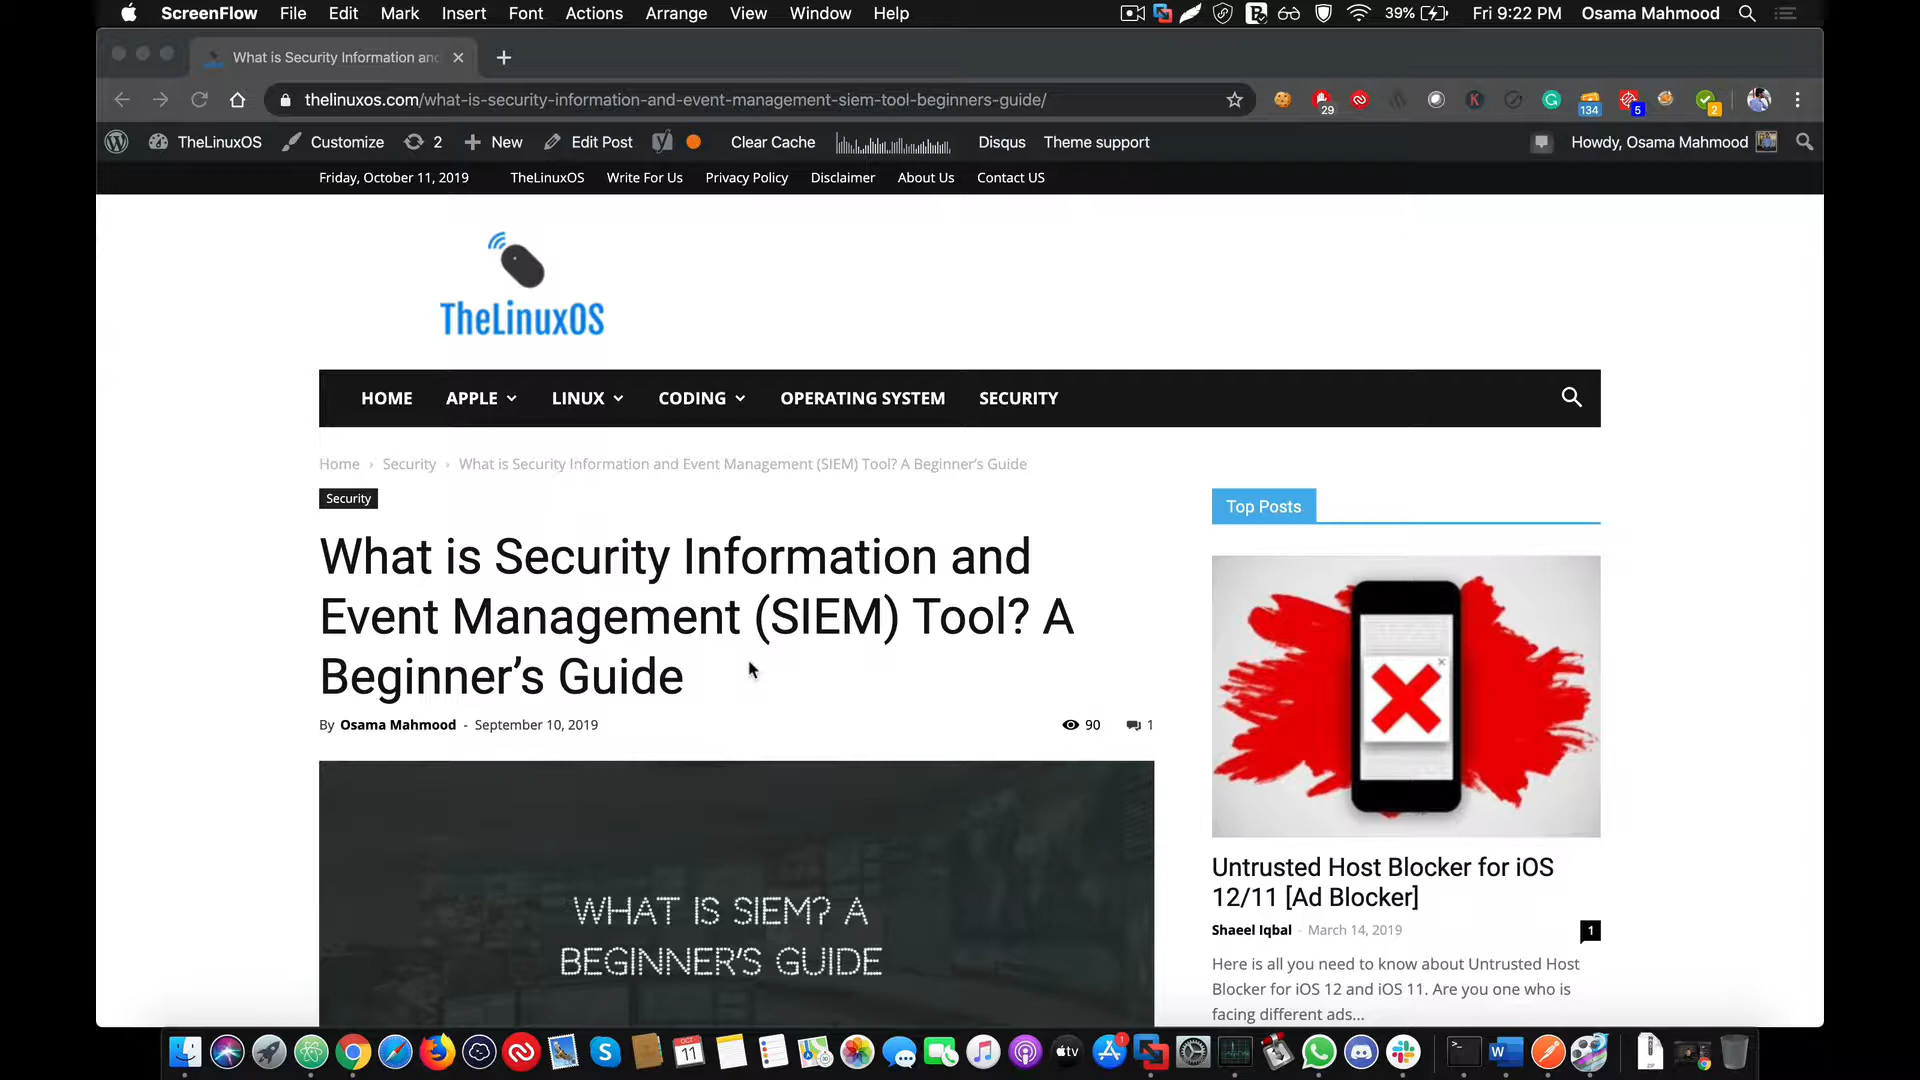 ScreenFlow File Edit Mark Insert Font Actions Arrange View Window Help 39% Fri 9:22 PM Osama Mahmood
What is Security Information and
thelinuxos.com/what-is-security-information-and-event-management-siem-tool-beginners-guide/ 29 134 5 2
TheLinuxOS Customize 2 New Edit Post Clear Cache Disqus Theme support Howdy, Osama Mahmood
Friday, October 11, 2019 TheLinuxOS Write For Us Privacy Policy Disclaimer About Us Contact US
TheLinuxOS
HOME APPLE LINUX CODING OPERATING SYSTEM SECURITY
Home › Security › What is Security Information and Event Management (SIEM) Tool? A Beginner’s Guide
Security
What is Security Information and
Event Management (SIEM) Tool? A
Beginner’s Guide
By Osama Mahmood - September 10, 2019 90 1
WHAT IS SIEM? A
BEGINNER'S GUIDE
Top Posts
Untrusted Host Blocker for iOS
12/11 [Ad Blocker]
Shaeel Iqbal - March 14, 2019 1
Here is all you need to know about Untrusted Host
Blocker for iOS 12 and iOS 11. Are you one who is
facing different ads...
OCT
11
tv
1